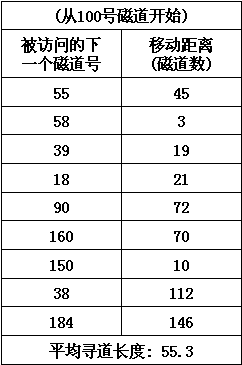 (从100号磁道开始)
被访问的下 移动距离
一个磁道号 (磁道数)
55 45
58 3
39 19
18 21
90 72
160 70
150 10
38 112
184 146
平均寻道长度: 55.3